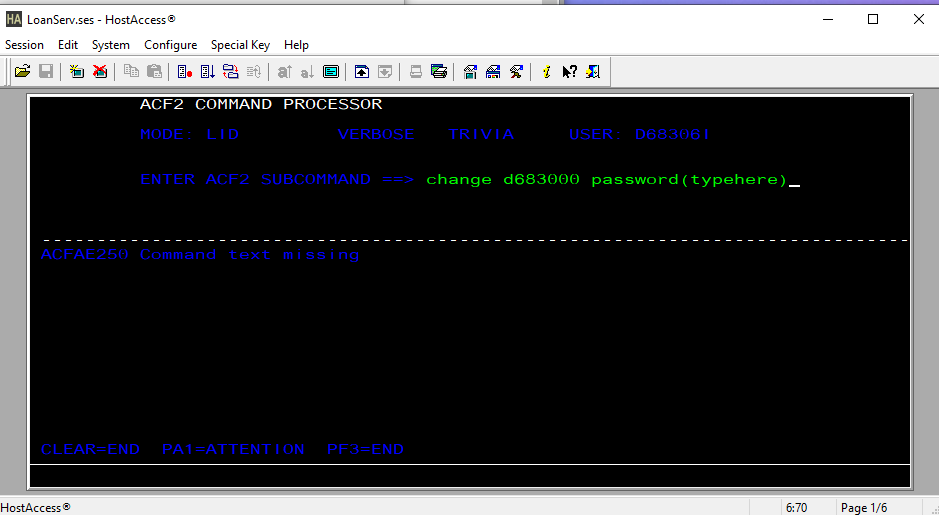 HA LoanServ.ses - HostAccess®
Session Edit System Configure Special Key Help
ACF2 COMMAND PROCESSOR
MODE: LID VERBOSE TRIVIA USER: D68306I
ENTER ACF2 SUBCOMMAND ==> change d683000 password(typehere)_
ACFAE250 Command text missing
CLEAR=END PA1=ATTENTION PF3=END
HostAccess® 6:70 Page 1/6